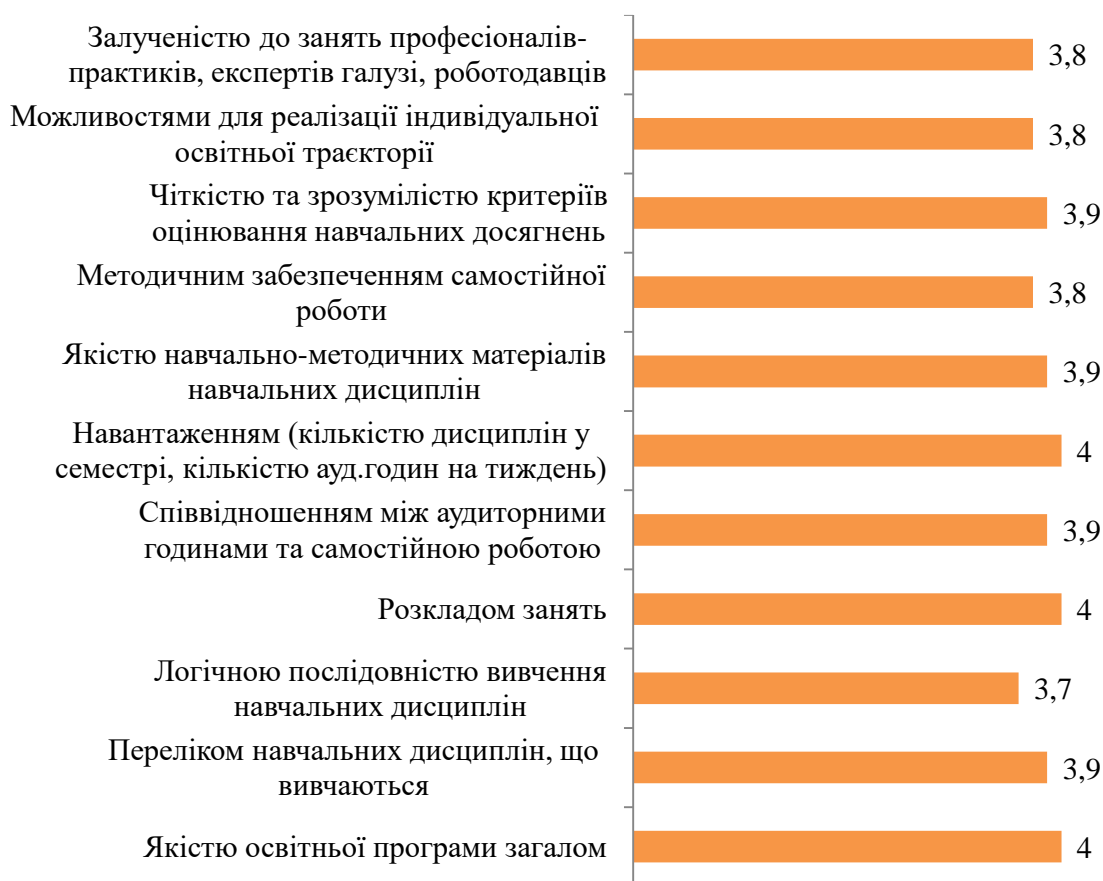 Залученістю до занять професіоналів-
практиків, експертів галузі, роботодавців
3,8
Можливостями для реалізації індивідуальної
освітньої траєкторії
3,8
Чіткістю та зрозумілістю критеріїв
оцінювання навчальних досягнень
3,9
Методичним забезпеченням самостійної
роботи
3,8
Якістю навчально-методичних матеріалів
навчальних дисциплін
3,9
Навантаженням (кількістю дисциплін у
семестрі, кількістю ауд.годин на тиждень)
4
Співвідношенням між аудиторними
годинами та самостійною роботою
3,9
Розкладом занять
4
Логічною послідовністю вивчення
навчальних дисциплін
3,7
Переліком навчальних дисциплін, що
вивчаються
3,9
Якістю освітньої програми загалом
4